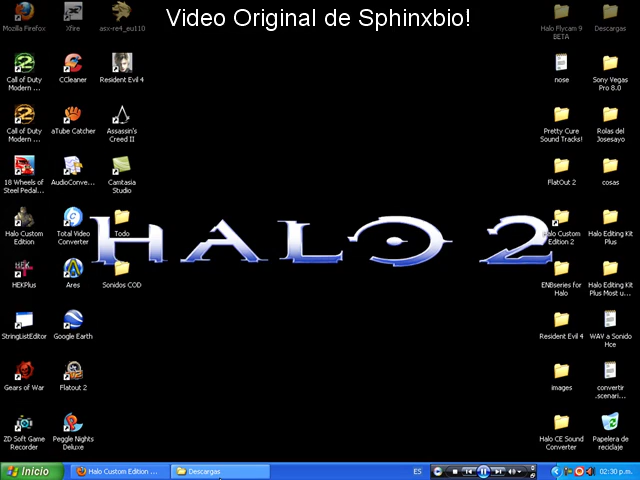 Video Original de Sphinxbio!
Mozilla Firefox
Xfire
asx-re4_eu110
Halo Flycam 9
BETA
Descargas
Call of Duty
Modern ...
CCleaner
Resident Evil 4
nose
Sony Vegas
Pro 8.0
Call of Duty
Modern ...
aTube Catcher
Assassin's
Creed II
Pretty Cure
Sound Tracks!
Rolas del
Josesayo
18 Wheels of
Steel Pedal...
AudioConve...
Camtasia
Studio
FlatOut 2
cosas
Halo Custom
Edition
Total Video
Converter
Todo
HALO 2
Halo Custom
Edition 2
Halo Editing Kit
Plus
HEK
HEKPlus
Ares
Sonidos COD
ENBseries for
Halo
Halo Editing Kit
Plus Most u...
StringListEditor
Google Earth
Resident Evil 4
WAV a Sonido
Hce
Gears of War
Flatout 2
images
convertir
.scenari...
ZD Soft Game
Recorder
Peggle Nights
Deluxe
Halo CE Sound
Converter
Papelera de
reciclaje
Inicio
Halo Custom Edition ...
Descargas
ES
02:30 p.m.